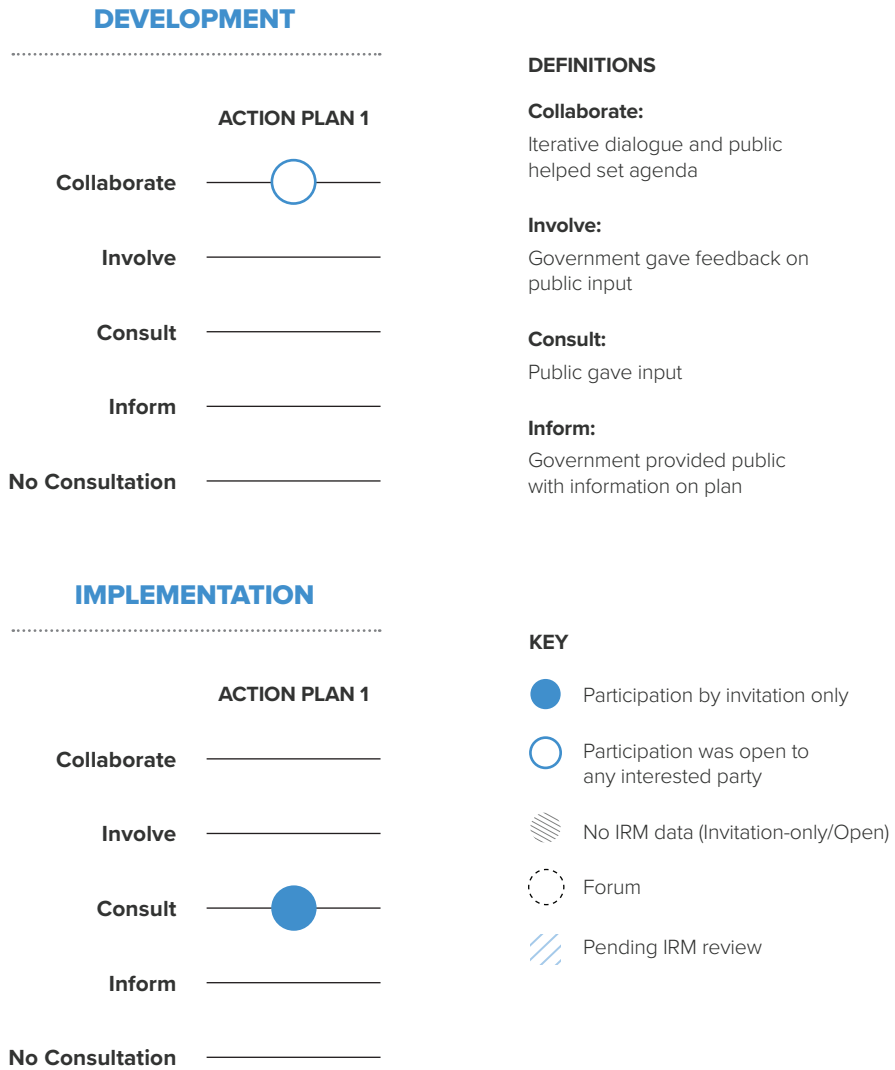 DEVELOPMENT
ACTION PLAN 1
Collaborate
Involve
Consult
Inform
No Consultation
DEFINITIONS
Collaborate:
Iterative dialogue and public
helped set agenda
Involve:
Government gave feedback on
public input
Consult:
Public gave input
Inform:
Government provided public
with information on plan
IMPLEMENTATION
ACTION PLAN 1
Collaborate
Involve
Consult
Inform
No Consultation
KEY
Participation by invitation only
Participation was open to
any interested party
No IRM data (Invitation-only/Open)
Forum
Pending IRM review